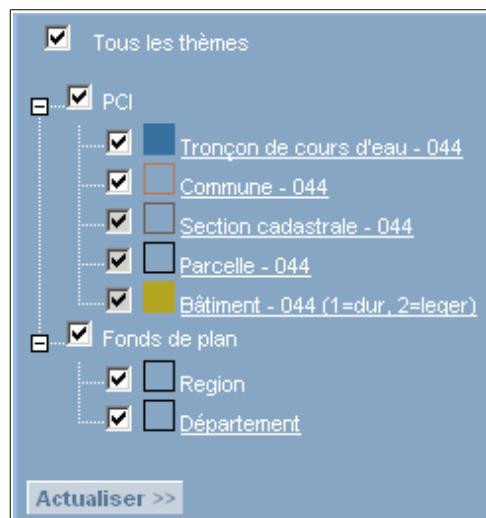 Tous les thèmes
PCI
Tronçon de cours d'eau - 044
Commune - 044
Section cadastrale - 044
Parcelle - 044
Bâtiment - 044 (1=dur, 2=leger)
Fonds de plan
Region
Département
Actualiser >>